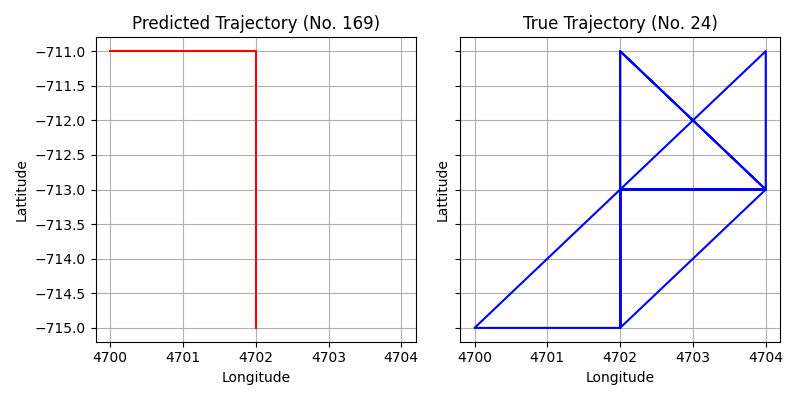 Predicted Trajectory (No. 169)
Lattitude
−711.0
−711.5
−712.0
−712.5
−713.0
−713.5
−714.0
−714.5
−715.0
4700 4701 4702 4703 4704
Longitude
True Trajectory (No. 24)
Lattitude
4700 4701 4702 4703 4704
Longitude